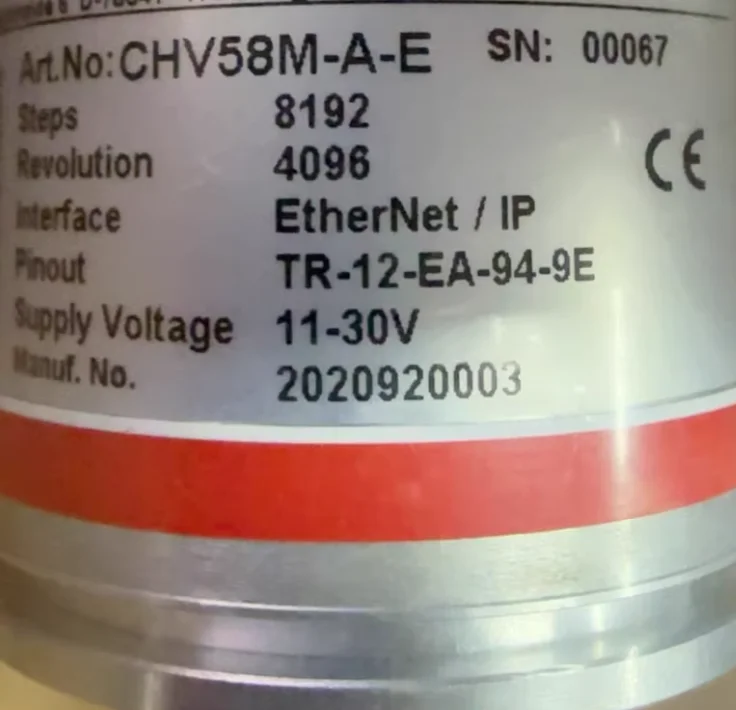 Art.No: CHV58M-A-E SN: 00067
Steps 8192
Revolution 4096
CE
Interface EtherNet / IP
Pinout TR-12-EA-94-9E
Supply Voltage 11-30V
Manuf. No. 2020920003